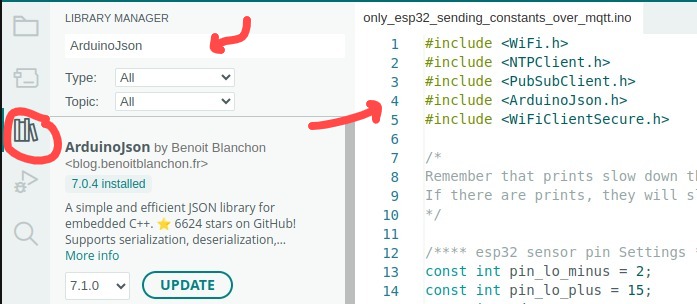 LIBRARY MANAGER
ArduinoJson
Type: All
Topic: All
ArduinoJson by Benoit Blanchon
<blog.benoitblanchon.fr>
7.0.4 installed
A simple and efficient JSON library for
embedded C++. ⭐ 6624 stars on GitHub!
Supports serialization, deserialization,...
More info
7.1.0 UPDATE
only_esp32_sending_constants_over_mqtt.ino
1 #include <WiFi.h>
2 #include <NTPClient.h>
3 #include <PubSubClient.h>
4 #include <ArduinoJson.h>
5 #include <WiFiClientSecure.h>
6
7 /*
8 Remember that prints slow down th
9 If there are prints, they will sl
10 */
11
12 /**** esp32 sensor pin Settings *
13 const int pin_lo_minus = 2;
14 const int pin_lo_plus = 15;